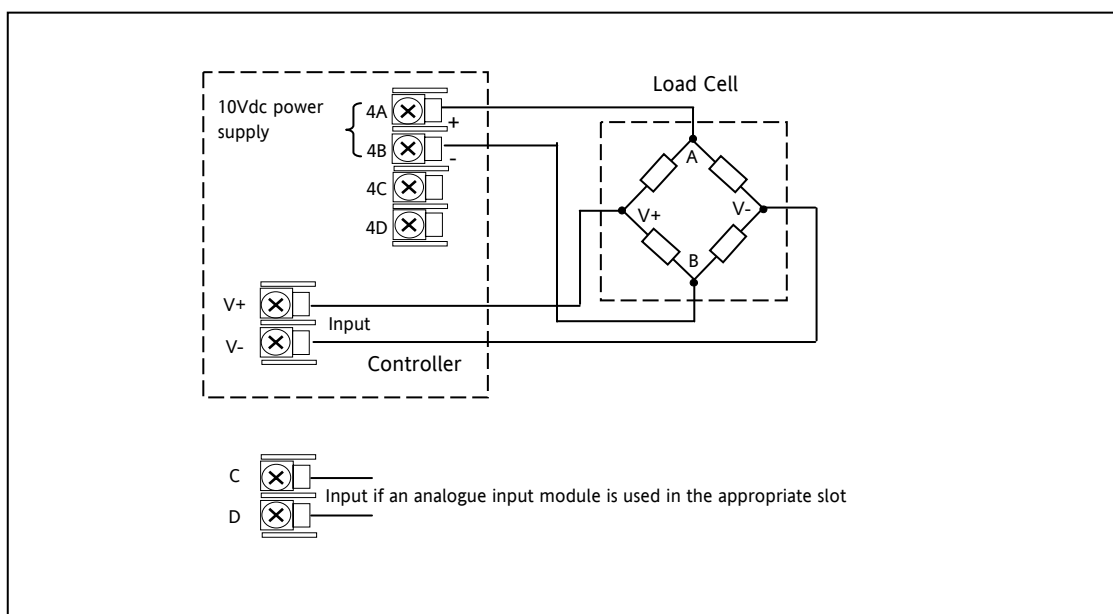 Load Cell
10Vdc power
supply
4A
+
4B
-
4C
4D
A
V+
V-
B
V+
Input
V-
Controller
C
Input if an analogue input module is used in the appropriate slot
D